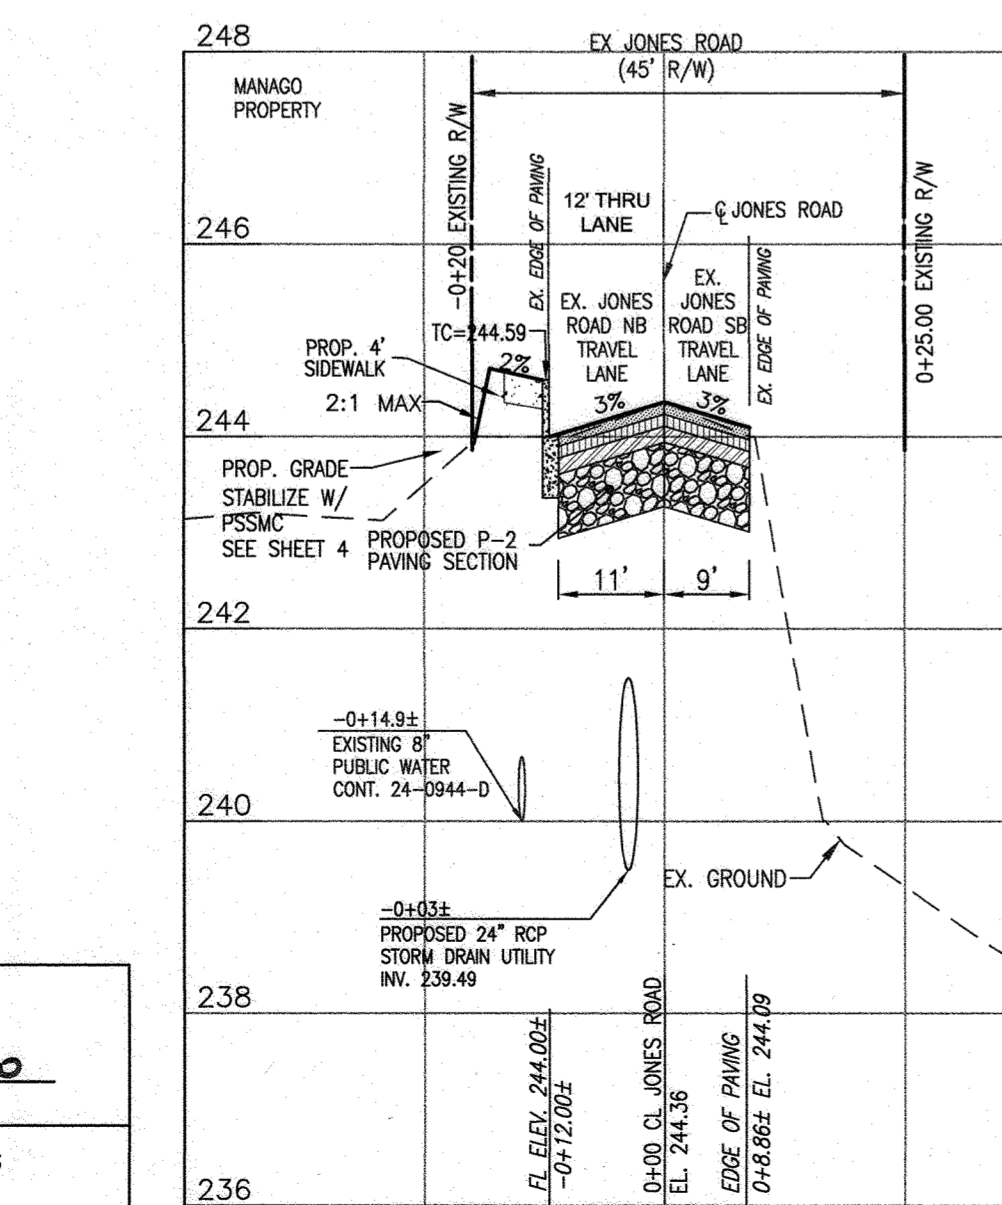 248
EX JONES ROAD
(45' R/W)
MANAGO
PROPERTY
-0+20 EXISTING R/W
EX. EDGE OF PAVING
12' THRU
LANE
℄ JONES ROAD
0+25.00 EXISTING R/W
246
EX. JONES
ROAD NB
TRAVEL
LANE
EX.
JONES
ROAD SB
TRAVEL
LANE
EX. EDGE OF PAVING
TC=244.59
PROP. 4'
SIDEWALK
2%
2:1 MAX
3%
3%
244
PROP. GRADE
STABILIZE W/
PSSMC
SEE SHEET 4
PROPOSED P-2
PAVING SECTION
11'
9'
242
-0+14.9±
EXISTING 8"
PUBLIC WATER
CONT. 24-0944-D
240
EX. GROUND
-0+03±
PROPOSED 24" RCP
STORM DRAIN UTILITY
INV. 239.49
238
FL ELEV. 244.00±
-0+12.00±
0+00 CL JONES ROAD
EL. 244.36
EDGE OF PAVING
0+8.86± EL. 244.09
236